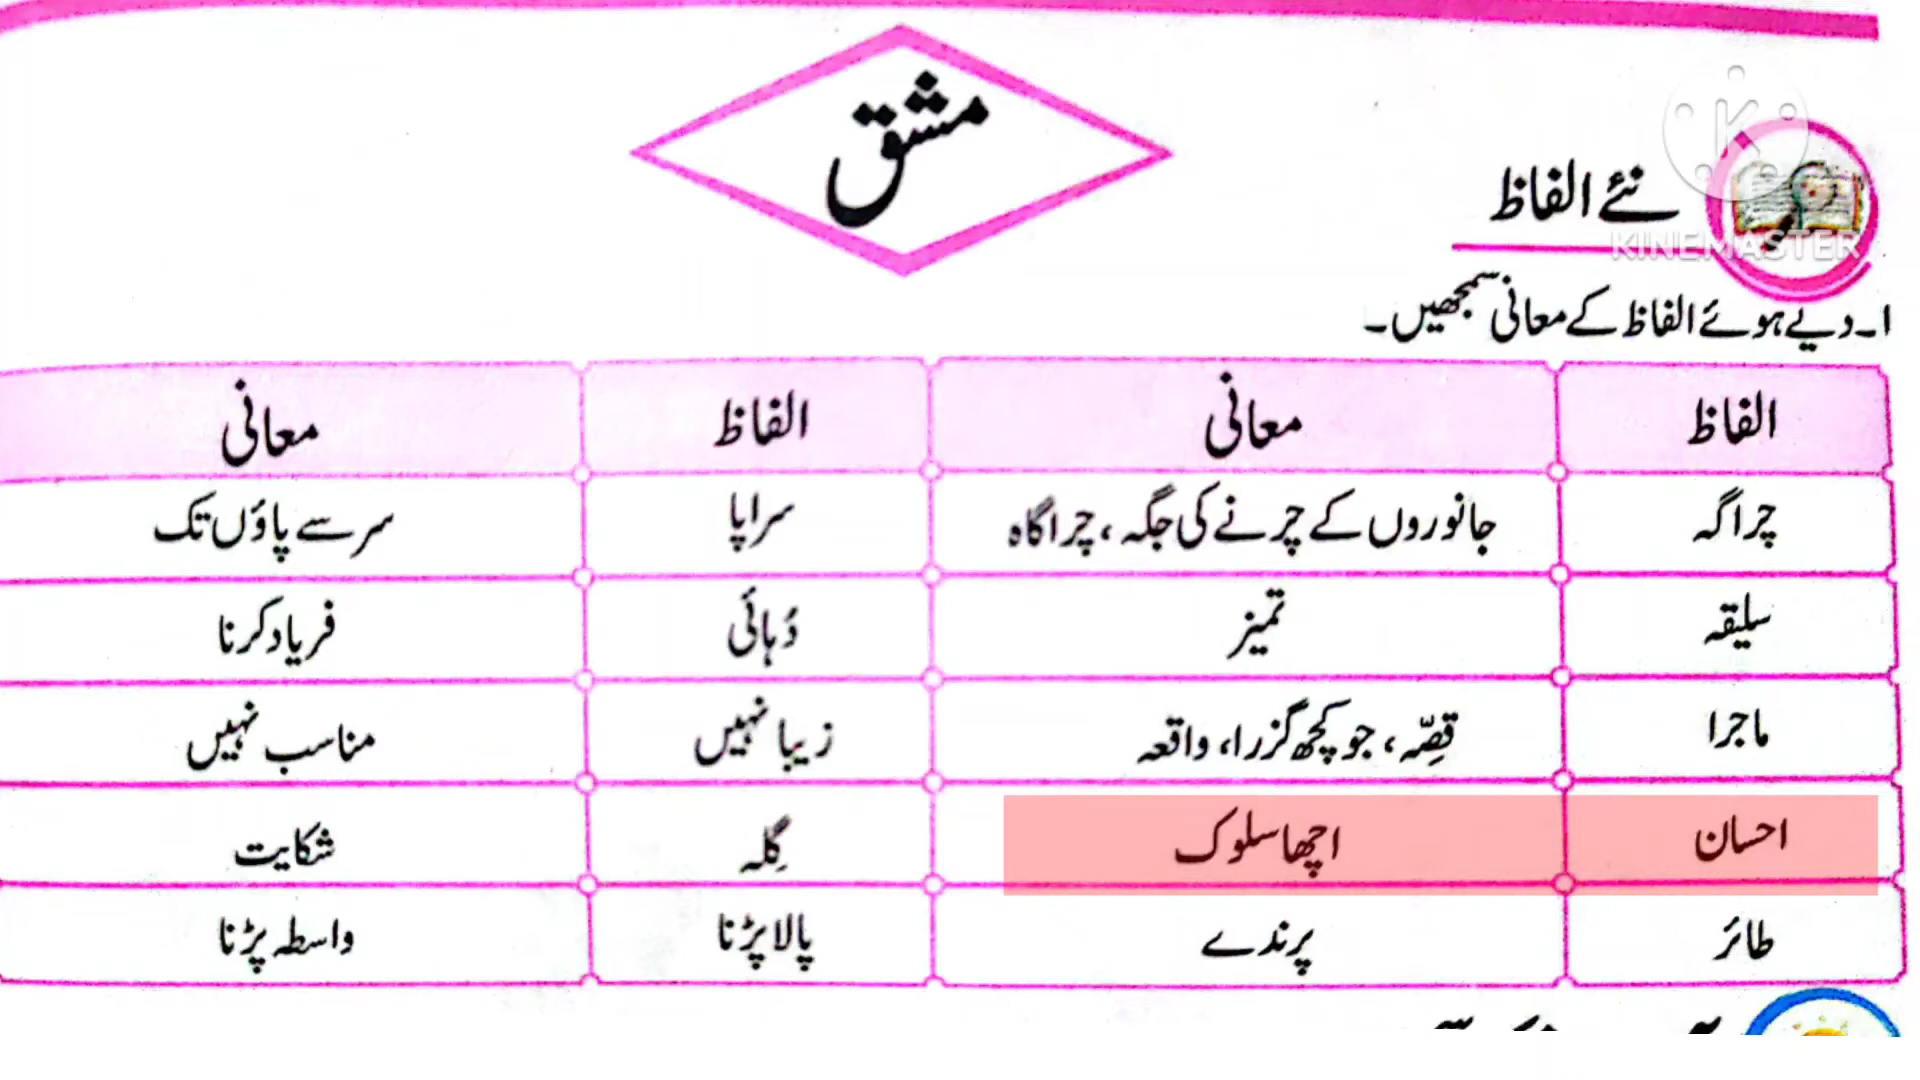 مشق
نئے الفاظ
KINEMASTER
۱۔ دیے ہوئے الفاظ کے معانی سمجھیں۔
الفاظ معانی الفاظ معانی
چراگہ جانوروں کے چرنے کی جگہ، چراگاہ سراپا سر سے پاؤں تک
سلیقہ تمیز دُہائی فریاد کرنا
ماجرا قِصّہ، جو کچھ گزرا، واقعہ زیبا نہیں مناسب نہیں
احسان اچھا سلوک گِلہ شکایت
طائر پرندے پالا پڑنا واسطہ پڑنا